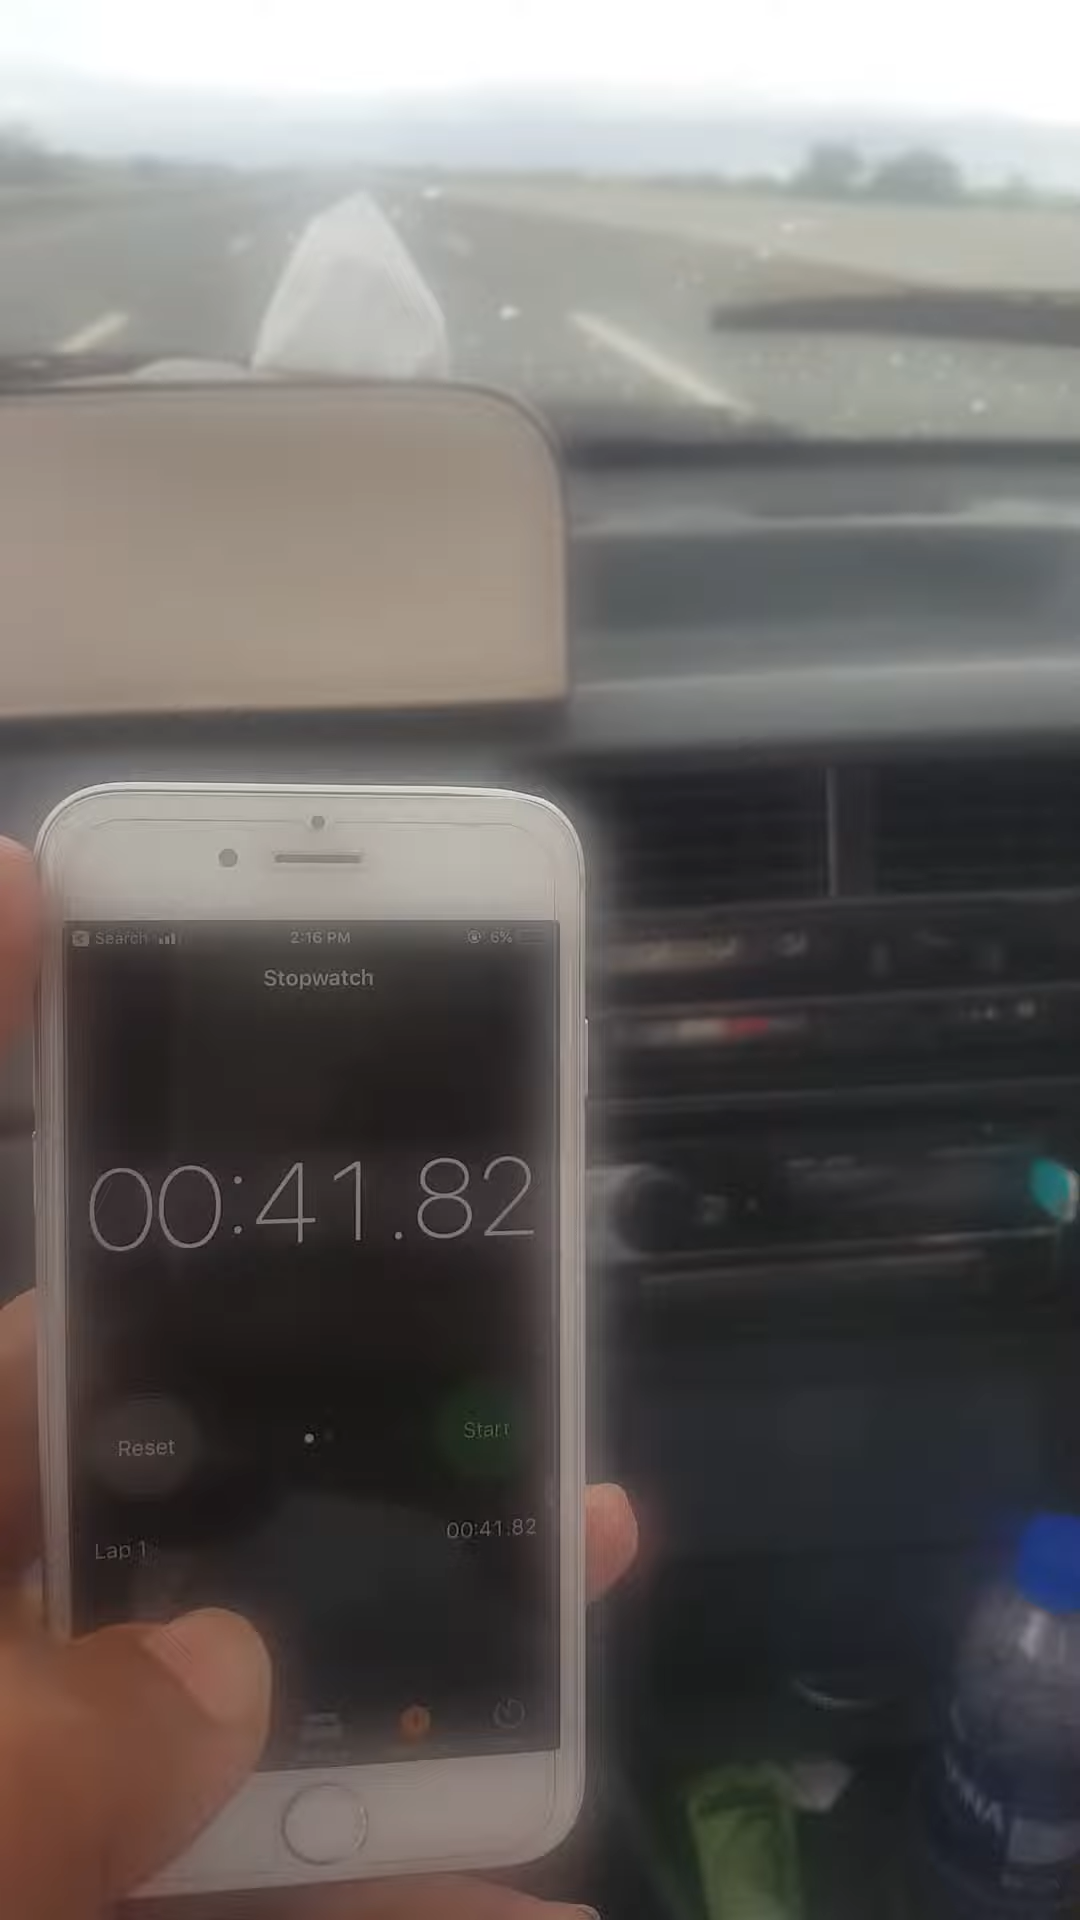 Search 2:16 PM 6%
Stopwatch
00:41.82
Reset Start
Lap 1 00:41.82